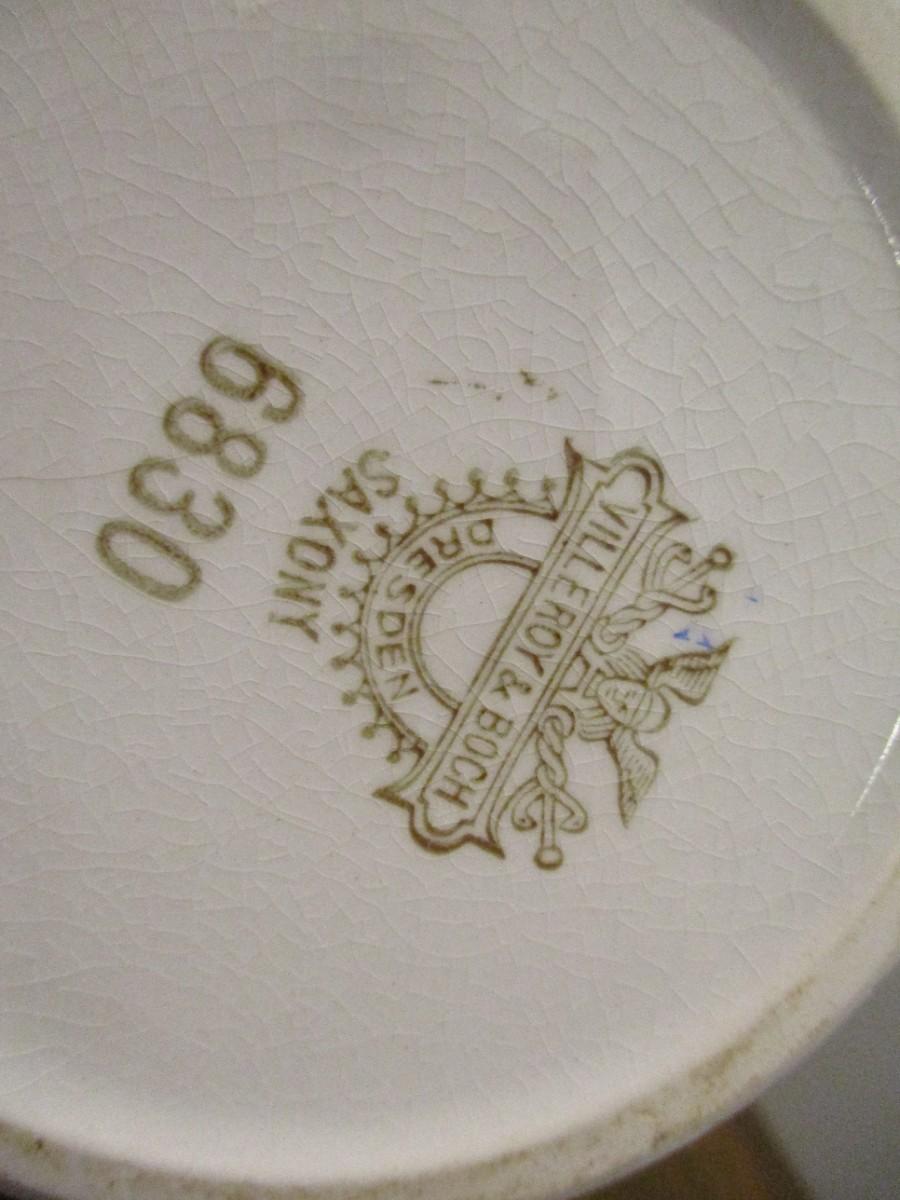 VILLEROY & BOCH
DRESDEN
SAXONY
6830